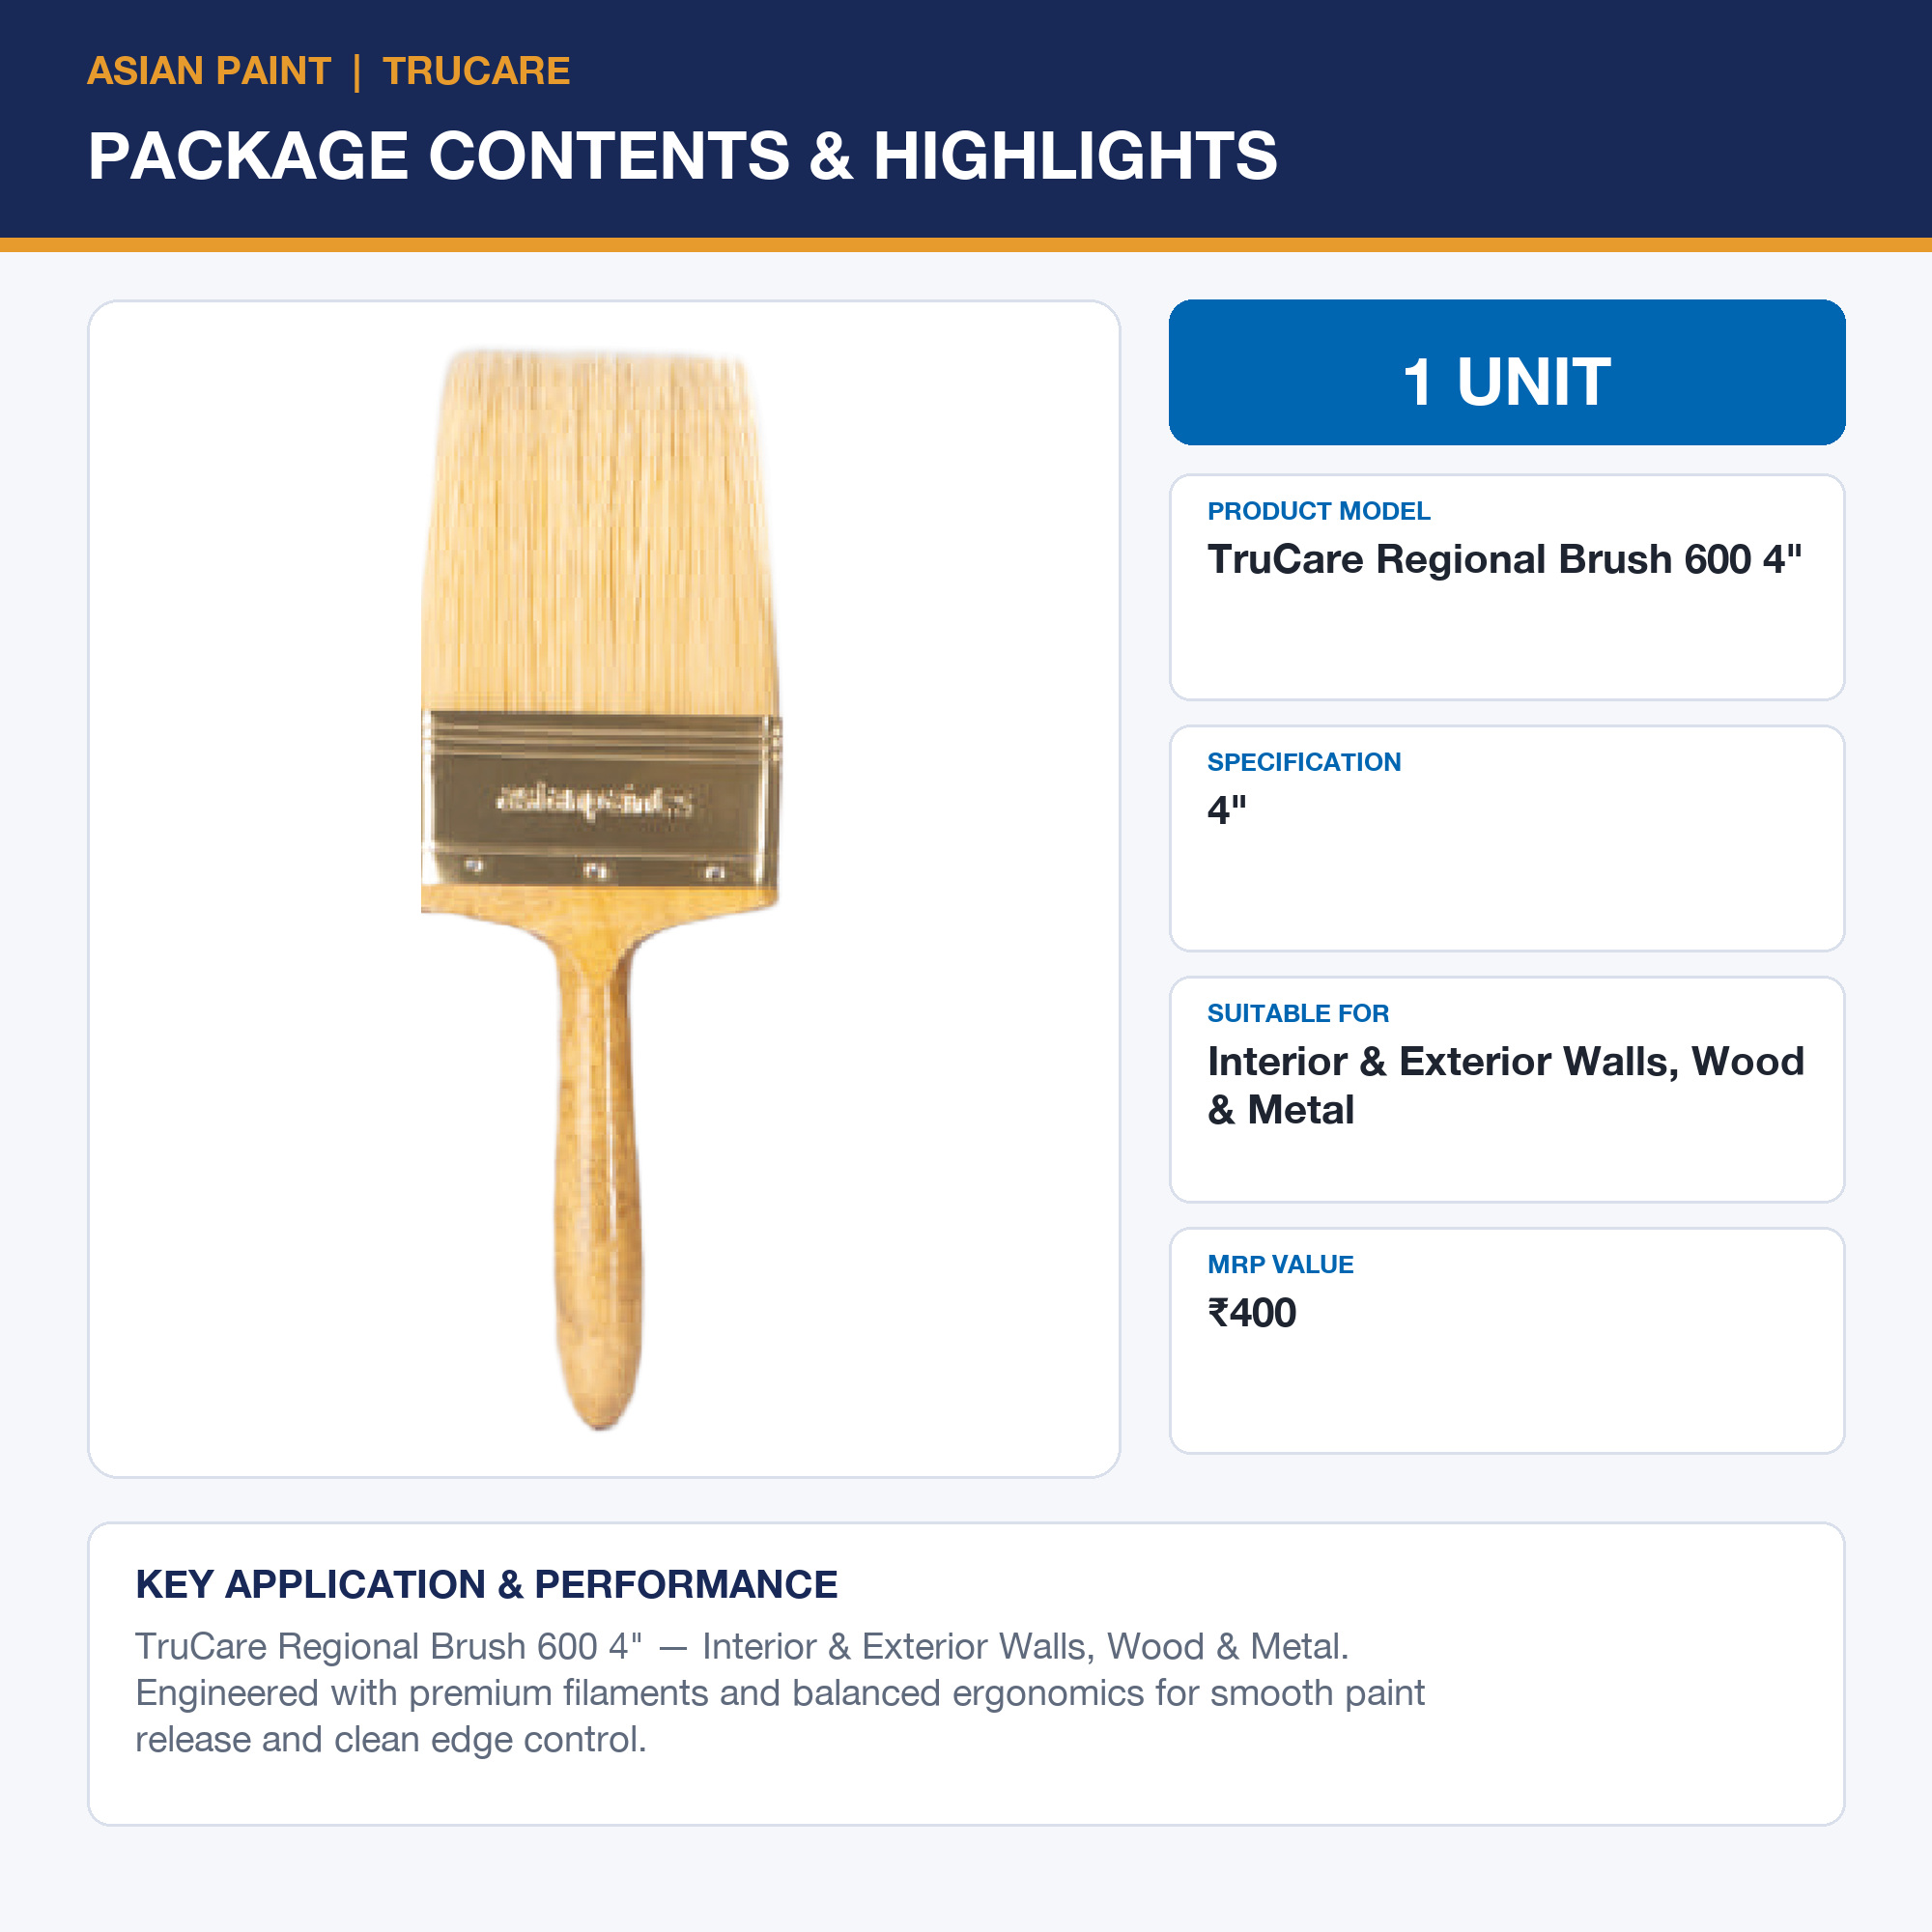 ASIAN PAINT | TRUCARE
PACKAGE CONTENTS & HIGHLIGHTS
asianpaints
1 UNIT
PRODUCT MODEL
TruCare Regional Brush 600 4"
SPECIFICATION
4"
SUITABLE FOR
Interior & Exterior Walls, Wood
& Metal
MRP VALUE
₹400
KEY APPLICATION & PERFORMANCE
TruCare Regional Brush 600 4" — Interior & Exterior Walls, Wood & Metal.
Engineered with premium filaments and balanced ergonomics for smooth paint
release and clean edge control.